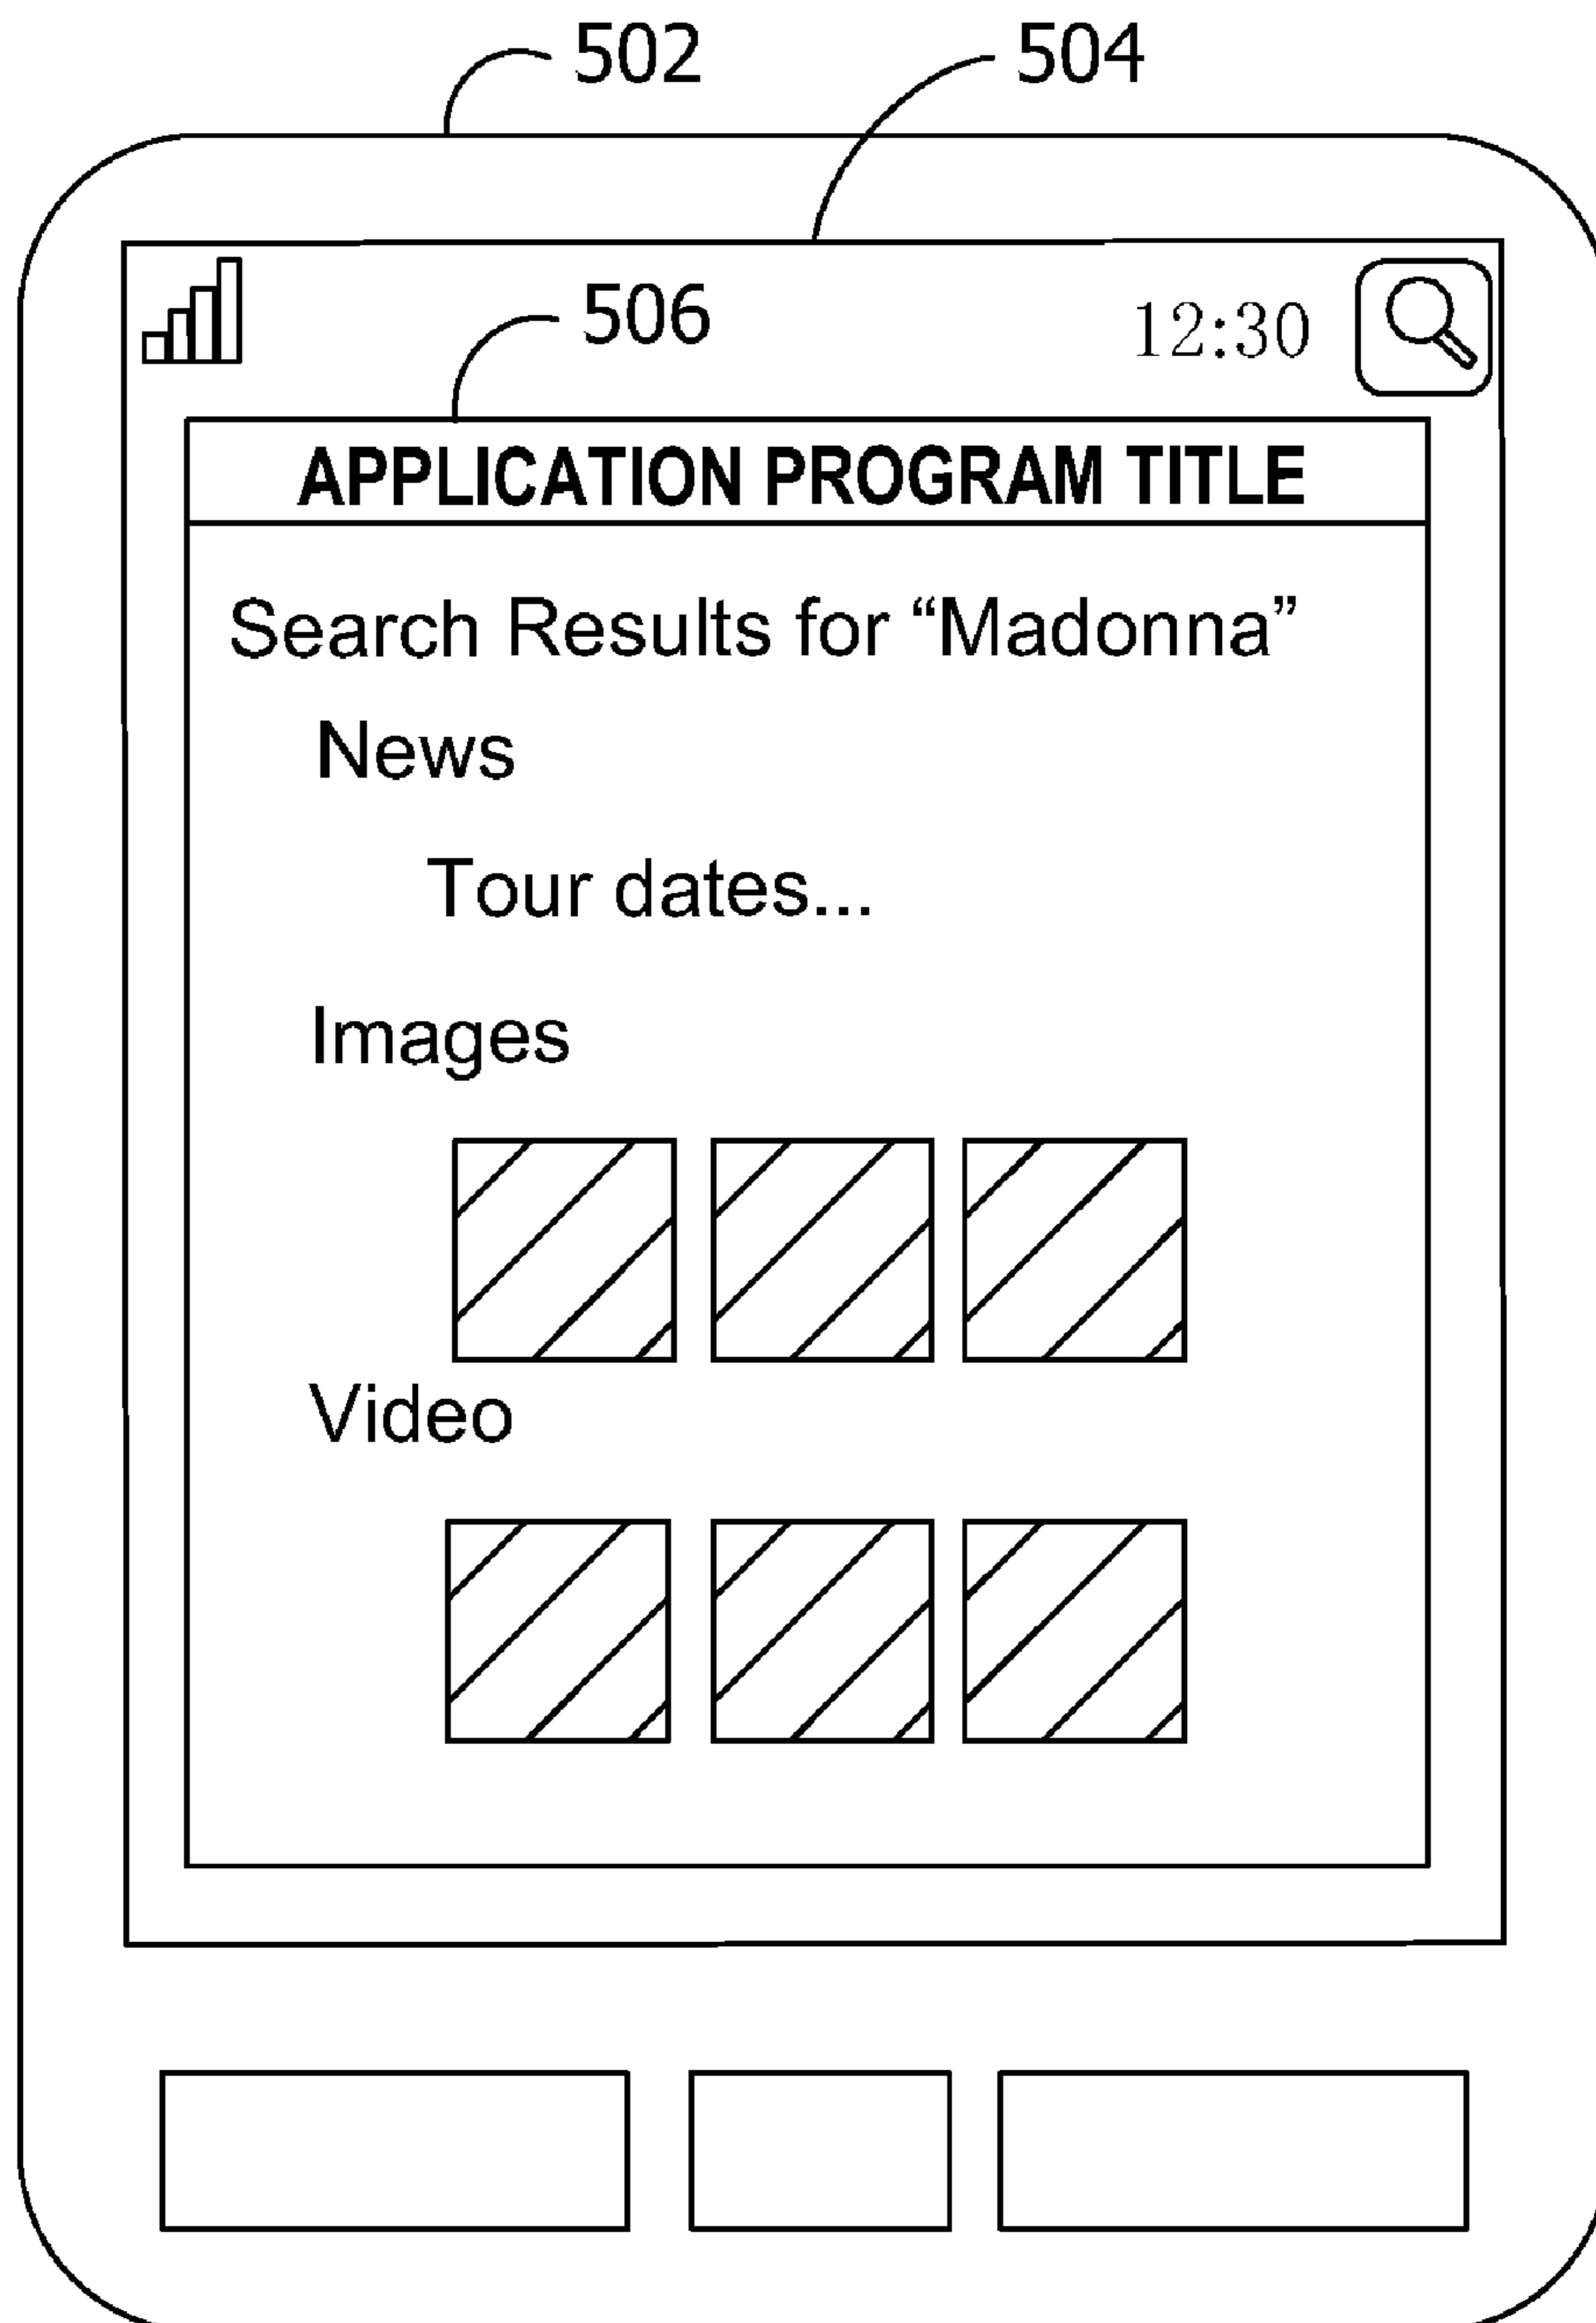 502 504
506
12:30
APPLICATION PROGRAM TITLE
Search Results for “Madonna”
News
Tour dates...
Images
Video